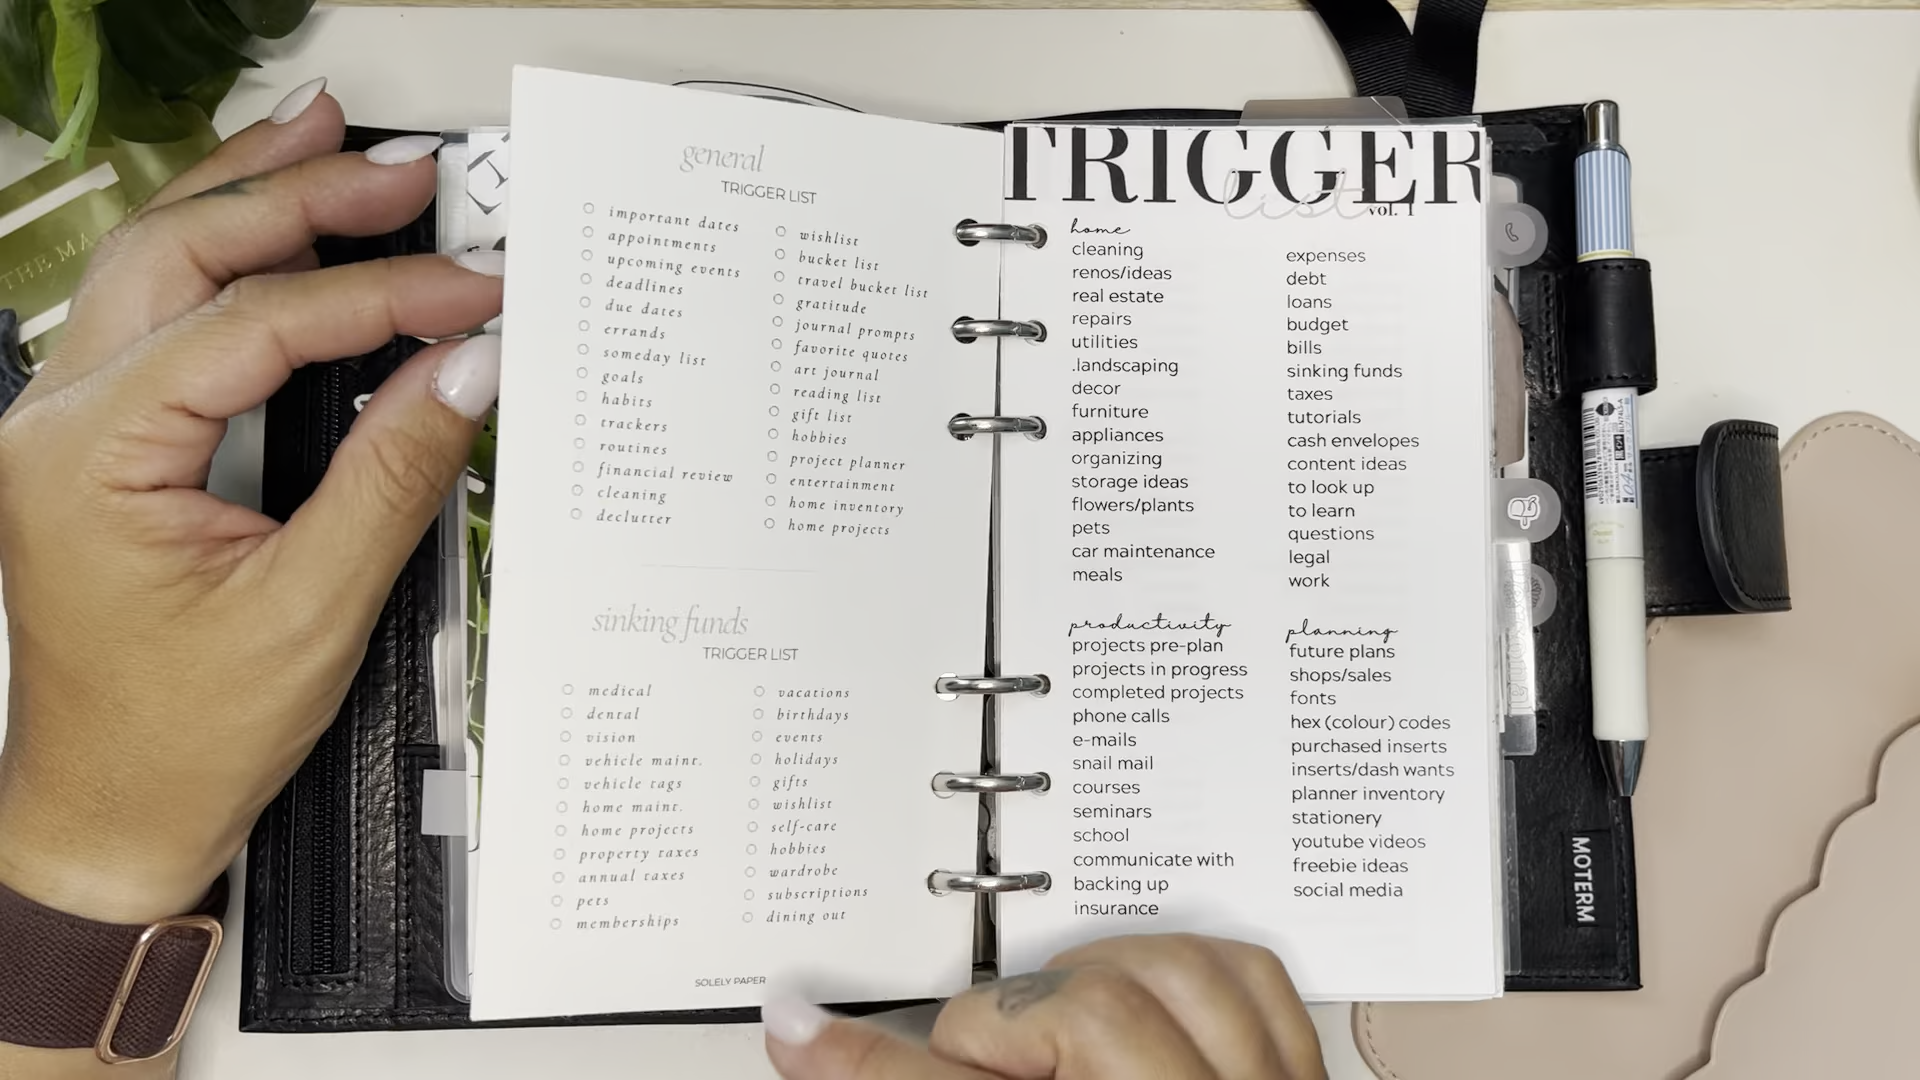 general
TRIGGER LIST
important dates
appointments
upcoming events
deadlines
due dates
errands
someday list
goals
habits
trackers
routines
financial review
cleaning
declutter
wishlist
bucket list
travel bucket list
gratitude
journal prompts
favorite quotes
art journal
reading list
gift list
hobbies
project planner
entertainment
home inventory
home projects
sinking funds
TRIGGER LIST
medical
dental
vision
vehicle maint.
vehicle tags
home maint.
home projects
property taxes
annual taxes
pets
memberships
vacations
birthdays
events
holidays
gifts
wishlist
self-care
hobbies
wardrobe
subscriptions
dining out
SOLELY PAPER
TRIGGER
list
vol. 1
home
cleaning
renos/ideas
real estate
repairs
utilities
.landscaping
decor
furniture
appliances
organizing
storage ideas
flowers/plants
pets
car maintenance
meals
expenses
debt
loans
budget
bills
sinking funds
taxes
tutorials
cash envelopes
content ideas
to look up
to learn
questions
legal
work
productivity
projects pre-plan
projects in progress
completed projects
phone calls
e-mails
snail mail
courses
seminars
school
communicate with
backing up
insurance
planning
future plans
shops/sales
fonts
hex (colour) codes
purchased inserts
inserts/dash wants
planner inventory
stationery
youtube videos
freebie ideas
social media
THE MA
MOTERM